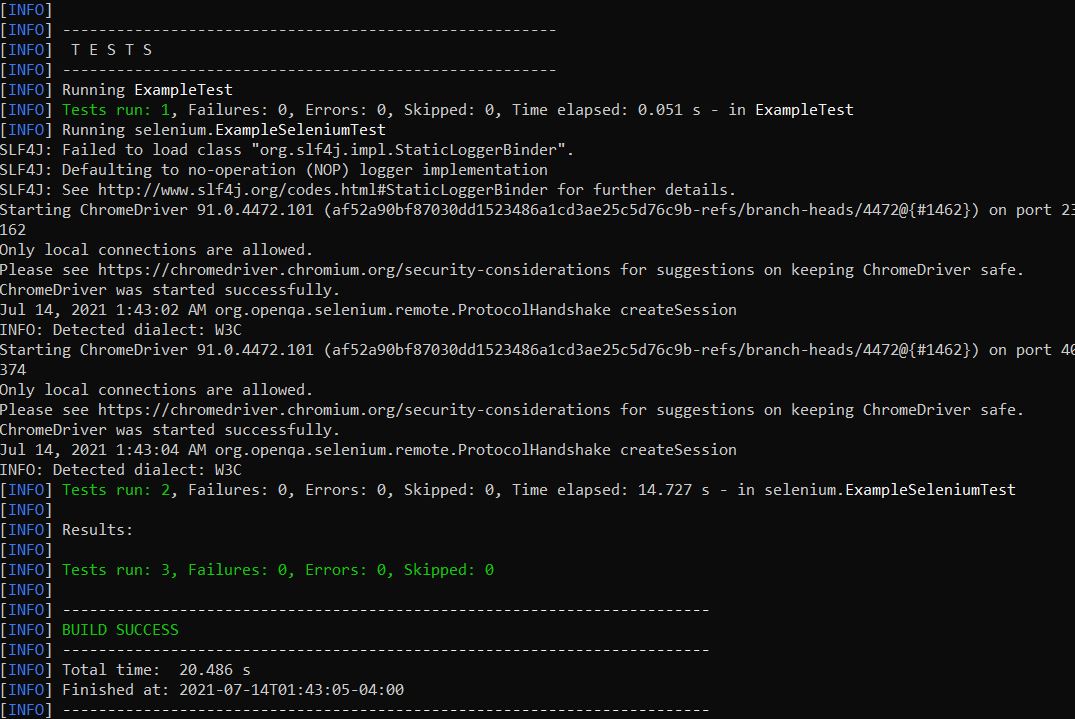 [INFO]
[INFO] -------------------------------------------------------
[INFO]  T E S T S
[INFO] -------------------------------------------------------
[INFO] Running ExampleTest
[INFO] Tests run: 1, Failures: 0, Errors: 0, Skipped: 0, Time elapsed: 0.051 s - in ExampleTest
[INFO] Running selenium.ExampleSeleniumTest
SLF4J: Failed to load class "org.slf4j.impl.StaticLoggerBinder".
SLF4J: Defaulting to no-operation (NOP) logger implementation
SLF4J: See http://www.slf4j.org/codes.html#StaticLoggerBinder for further details.
Starting ChromeDriver 91.0.4472.101 (af52a90bf87030dd1523486a1cd3ae25c5d76c9b-refs/branch-heads/4472@{#1462}) on port 23
162
Only local connections are allowed.
Please see https://chromedriver.chromium.org/security-considerations for suggestions on keeping ChromeDriver safe.
ChromeDriver was started successfully.
Jul 14, 2021 1:43:02 AM org.openqa.selenium.remote.ProtocolHandshake createSession
INFO: Detected dialect: W3C
Starting ChromeDriver 91.0.4472.101 (af52a90bf87030dd1523486a1cd3ae25c5d76c9b-refs/branch-heads/4472@{#1462}) on port 40
374
Only local connections are allowed.
Please see https://chromedriver.chromium.org/security-considerations for suggestions on keeping ChromeDriver safe.
ChromeDriver was started successfully.
Jul 14, 2021 1:43:04 AM org.openqa.selenium.remote.ProtocolHandshake createSession
INFO: Detected dialect: W3C
[INFO] Tests run: 2, Failures: 0, Errors: 0, Skipped: 0, Time elapsed: 14.727 s - in selenium.ExampleSeleniumTest
[INFO]
[INFO] Results:
[INFO]
[INFO] Tests run: 3, Failures: 0, Errors: 0, Skipped: 0
[INFO]
[INFO] ------------------------------------------------------------------------
[INFO] BUILD SUCCESS
[INFO] ------------------------------------------------------------------------
[INFO] Total time:  20.486 s
[INFO] Finished at: 2021-07-14T01:43:05-04:00
[INFO] ------------------------------------------------------------------------